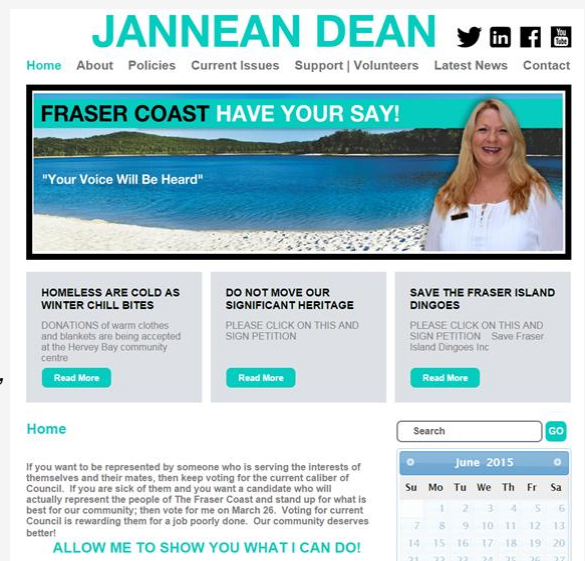 JANNEAN DEAN
You
Tube
Home About Policies Current Issues Support | Volunteers Latest News Contact
FRASER COAST HAVE YOUR SAY!
"Your Voice Will Be Heard"
HOMELESS ARE COLD AS
WINTER CHILL BITES
DONATIONS of warm clothes
and blankets are being accepted
at the Hervey Bay community
centre
Read More
DO NOT MOVE OUR
SIGNIFICANT HERITAGE
PLEASE CLICK ON THIS AND
SIGN PETITION
Read More
SAVE THE FRASER ISLAND
DINGOES
PLEASE CLICK ON THIS AND
SIGN PETITION Save Fraser
Island Dingoes Inc
Read More
,
Home
If you want to be represented by someone who is serving the interests of
themselves and their mates, then keep voting for the current caliber of
Council. If you are sick of them and you want a candidate who will
actually represent the people of The Fraser Coast and stand up for what is
best for our community; then vote for me on March 26. Voting for current
Council is rewarding them for a job poorly done. Our community deserves
better!
ALLOW ME TO SHOW YOU WHAT I CAN DO!
Search GO
June 2015
Su Mo Tu We Th Fr Sa
1 2 3 4 5 6
7 8 9 10 11 12 13
14 15 16 17 18 19 20
21 22 23 24 25 26 27